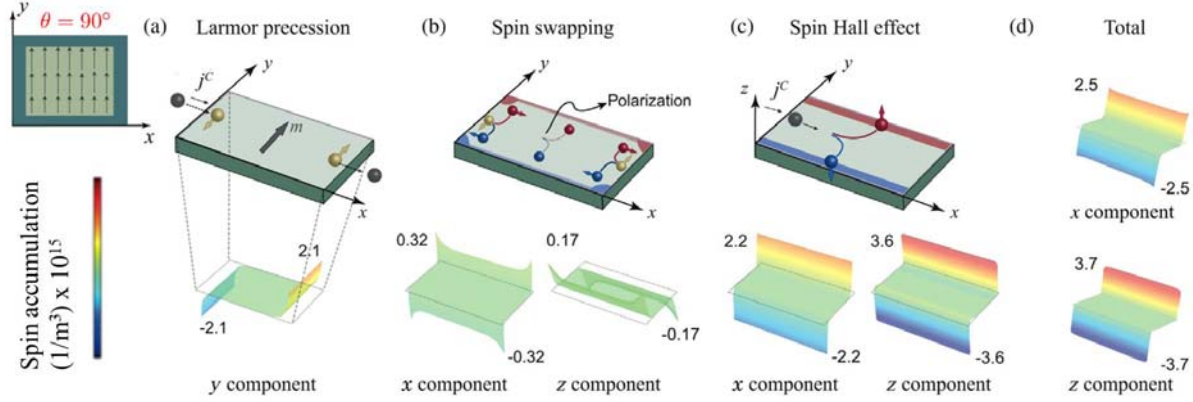 y
θ = 90°
x
(a) Larmor precession
j^C
y
m
x
2.1
-2.1
y component
(b) Spin swapping
y
Polarization
x
0.32
0.17
-0.32
-0.17
x component
z component
(c) Spin Hall effect
y
z
j^C
x
2.2
3.6
-2.2
-3.6
x component
z component
(d) Total
2.5
-2.5
x component
3.7
-3.7
z component
Spin accumulation
(1/m³) x 10¹⁵